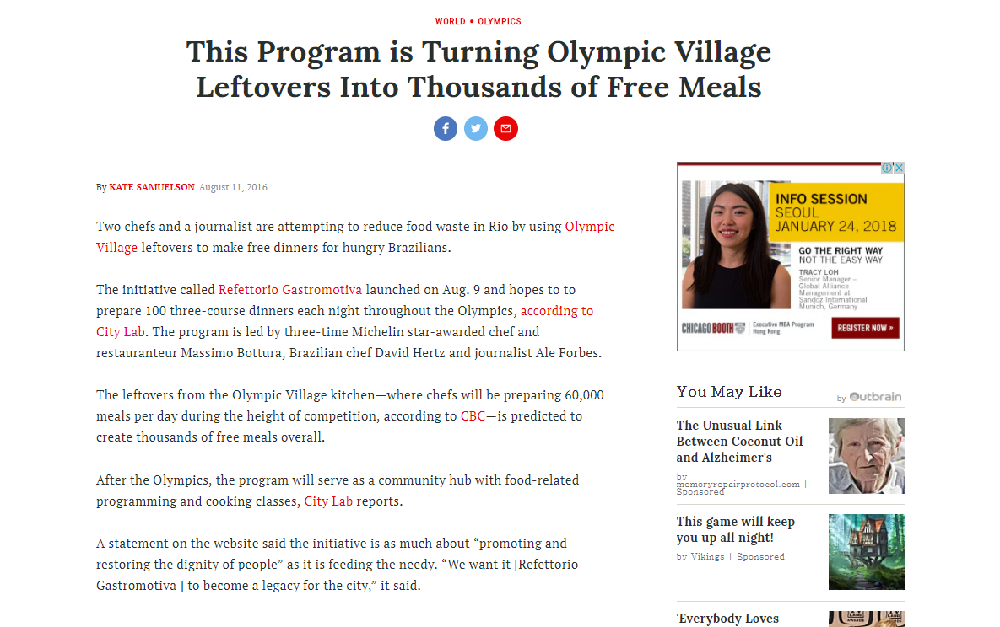 WORLD • OLYMPICS
This Program is Turning Olympic Village
Leftovers Into Thousands of Free Meals
By KATE SAMUELSON August 11, 2016
Two chefs and a journalist are attempting to reduce food waste in Rio by using Olympic
Village leftovers to make free dinners for hungry Brazilians.
The initiative called Refettorio Gastromotiva launched on Aug. 9 and hopes to to
prepare 100 three-course dinners each night throughout the Olympics, according to
City Lab. The program is led by three-time Michelin star-awarded chef and
restauranteur Massimo Bottura, Brazilian chef David Hertz and journalist Ale Forbes.
The leftovers from the Olympic Village kitchen—where chefs will be preparing 60,000
meals per day during the height of competition, according to CBC—is predicted to
create thousands of free meals overall.
After the Olympics, the program will serve as a community hub with food-related
programming and cooking classes, City Lab reports.
A statement on the website said the initiative is as much about “promoting and
restoring the dignity of people” as it is feeding the needy. “We want it [Refettorio
Gastromotiva ] to become a legacy for the city,” it said.
INFO SESSION
SEOUL
JANUARY 24, 2018
GO THE RIGHT WAY
NOT THE EASY WAY
TRACY LOH
Senior Manager –
Global Alliance
Management at
Sandoz International
Munich, Germany
CHICAGO BOOTH
Executive MBA Program
Hong Kong
REGISTER NOW »
You May Like
by Outbrain
The Unusual Link
Between Coconut Oil
and Alzheimer's
by
memoryrepairprotocol.com |
Sponsored
This game will keep
you up all night!
by Vikings | Sponsored
'Everybody Loves